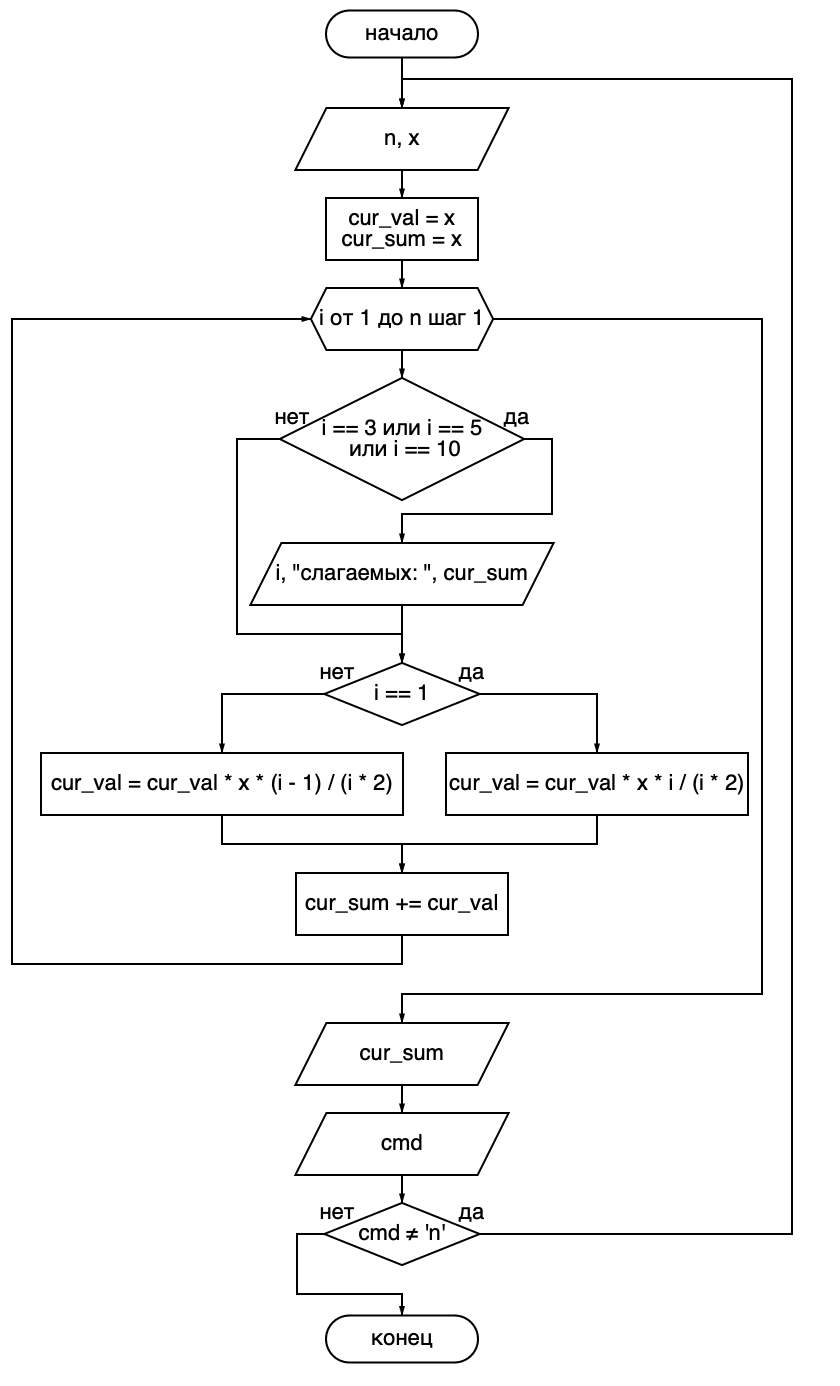 начало
n, x
cur_val = x
cur_sum = x
i от 1 до n шаг 1
нет
да
i == 3 или i == 5
или i == 10
i, "слагаемых: ", cur_sum
нет
да
i == 1
cur_val = cur_val * x * (i - 1) / (i * 2)
cur_val = cur_val * x * i / (i * 2)
cur_sum += cur_val
cur_sum
cmd
нет
да
cmd ≠ 'n'
конец